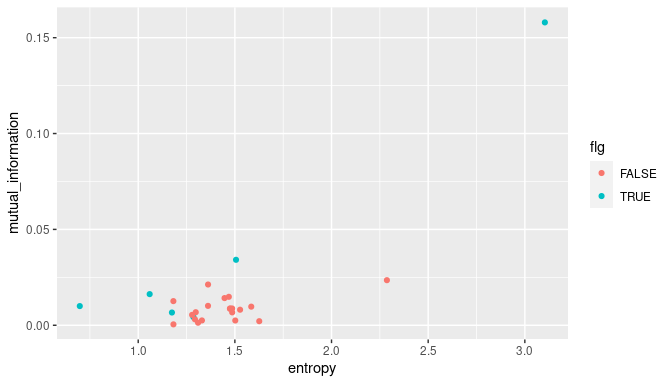 0.15
0.10
0.05
0.00
mutual_information
1.0 1.5 2.0 2.5 3.0
entropy
flg
FALSE
TRUE